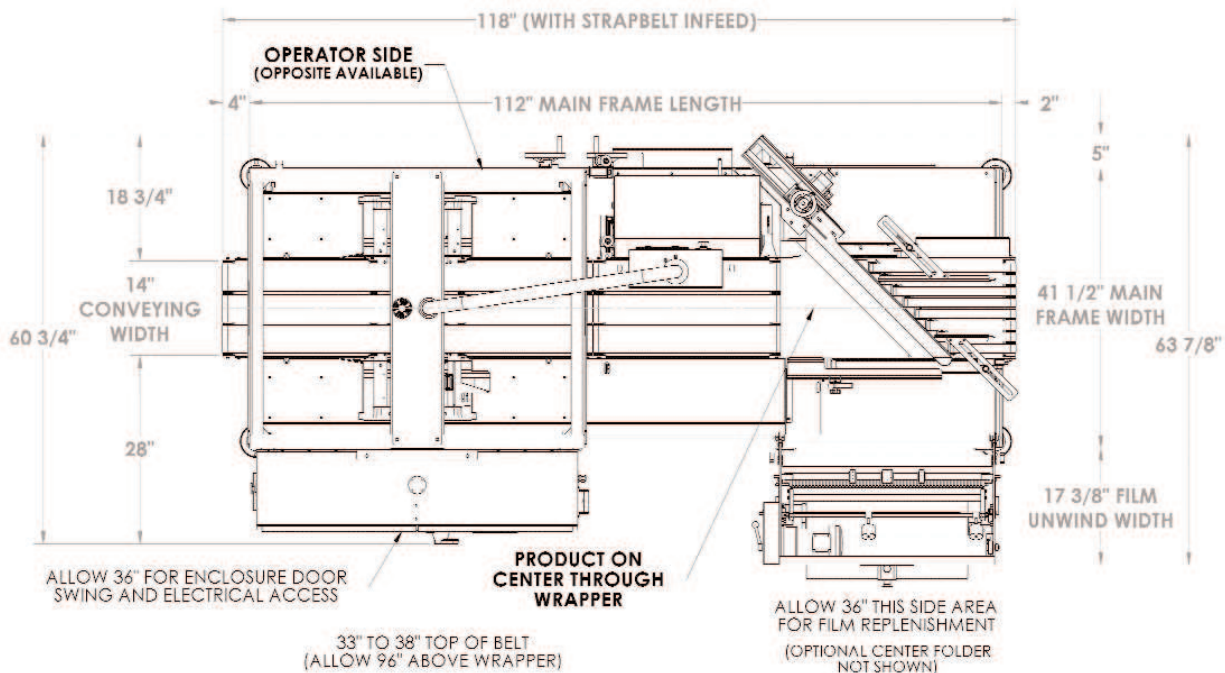 118" (WITH STRAPBELT INFEED)
OPERATOR SIDE
(OPPOSITE AVAILABLE)
4"
112" MAIN FRAME LENGTH
2"
5"
18 3/4"
14"
CONVEYING
WIDTH
60 3/4"
41 1/2" MAIN
FRAME WIDTH
63 7/8"
28"
17 3/8" FILM
UNWIND WIDTH
ALLOW 36" FOR ENCLOSURE DOOR
SWING AND ELECTRICAL ACCESS
PRODUCT ON
CENTER THROUGH
WRAPPER
33" TO 38" TOP OF BELT
(ALLOW 96" ABOVE WRAPPER)
ALLOW 36" THIS SIDE AREA
FOR FILM REPLENISHMENT
(OPTIONAL CENTER FOLDER
NOT SHOWN)